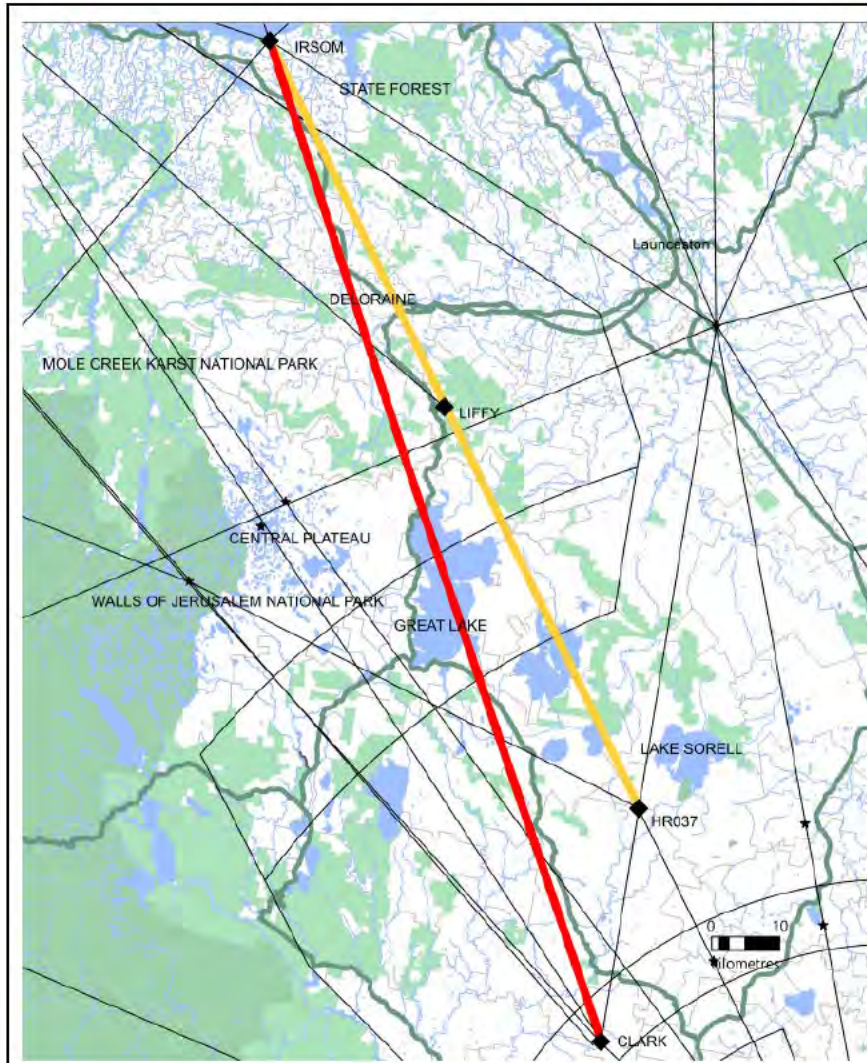 IRSOM
STATE FOREST
Launceston
DELORAINE
MOLE CREEK KARST NATIONAL PARK
LIFFY
CENTRAL PLATEAU
WALLS OF JERUSALEM NATIONAL PARK
GREAT LAKE
LAKE SORELL
HR037
0 10
Kilometres
CLARK